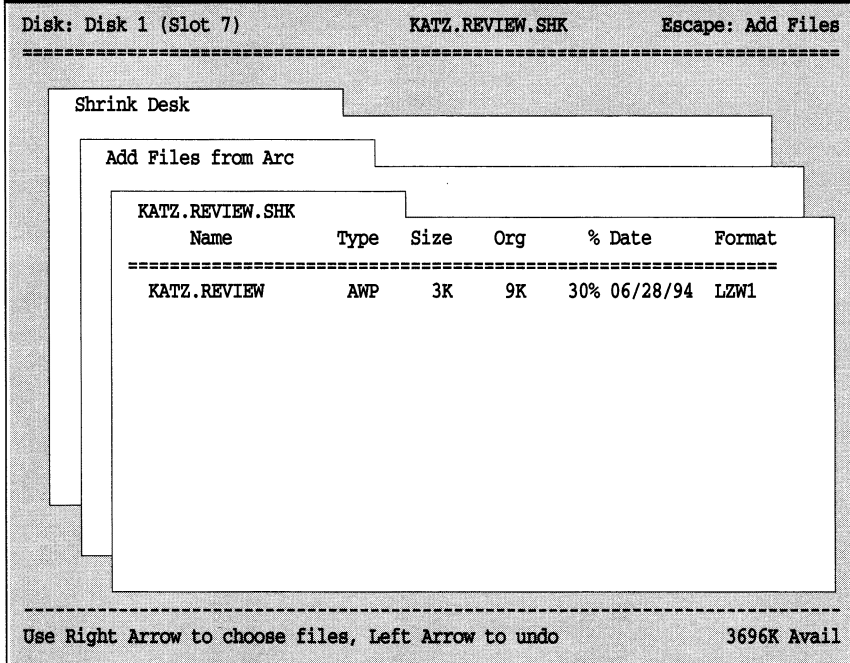 Disk: Disk 1 (Slot 7) KATZ.REVIEW.SHK Escape: Add Files
Shrink Desk
Add Files from Arc
KATZ.REVIEW.SHK
Name Type Size Org % Date Format
KATZ.REVIEW AWP 3K 9K 30% 06/28/94 LZW1
Use Right Arrow to choose files, Left Arrow to undo 3696K Avail